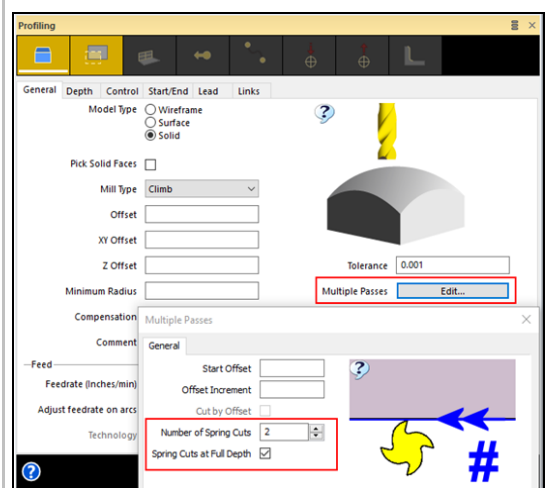 Profiling
General Depth Control Start/End Lead Links
Model Type Wireframe
Surface
Solid
Pick Solid Faces
Mill Type Climb
Offset
XY Offset
Z Offset
Tolerance 0.001
Minimum Radius
Multiple Passes Edit...
Compensation
Comment
Feed
Feedrate (Inches/min)
Adjust feedrate on arcs
Technology
Multiple Passes
General
Start Offset
Offset Increment
Cut by Offset
Number of Spring Cuts 2
Spring Cuts at Full Depth
#